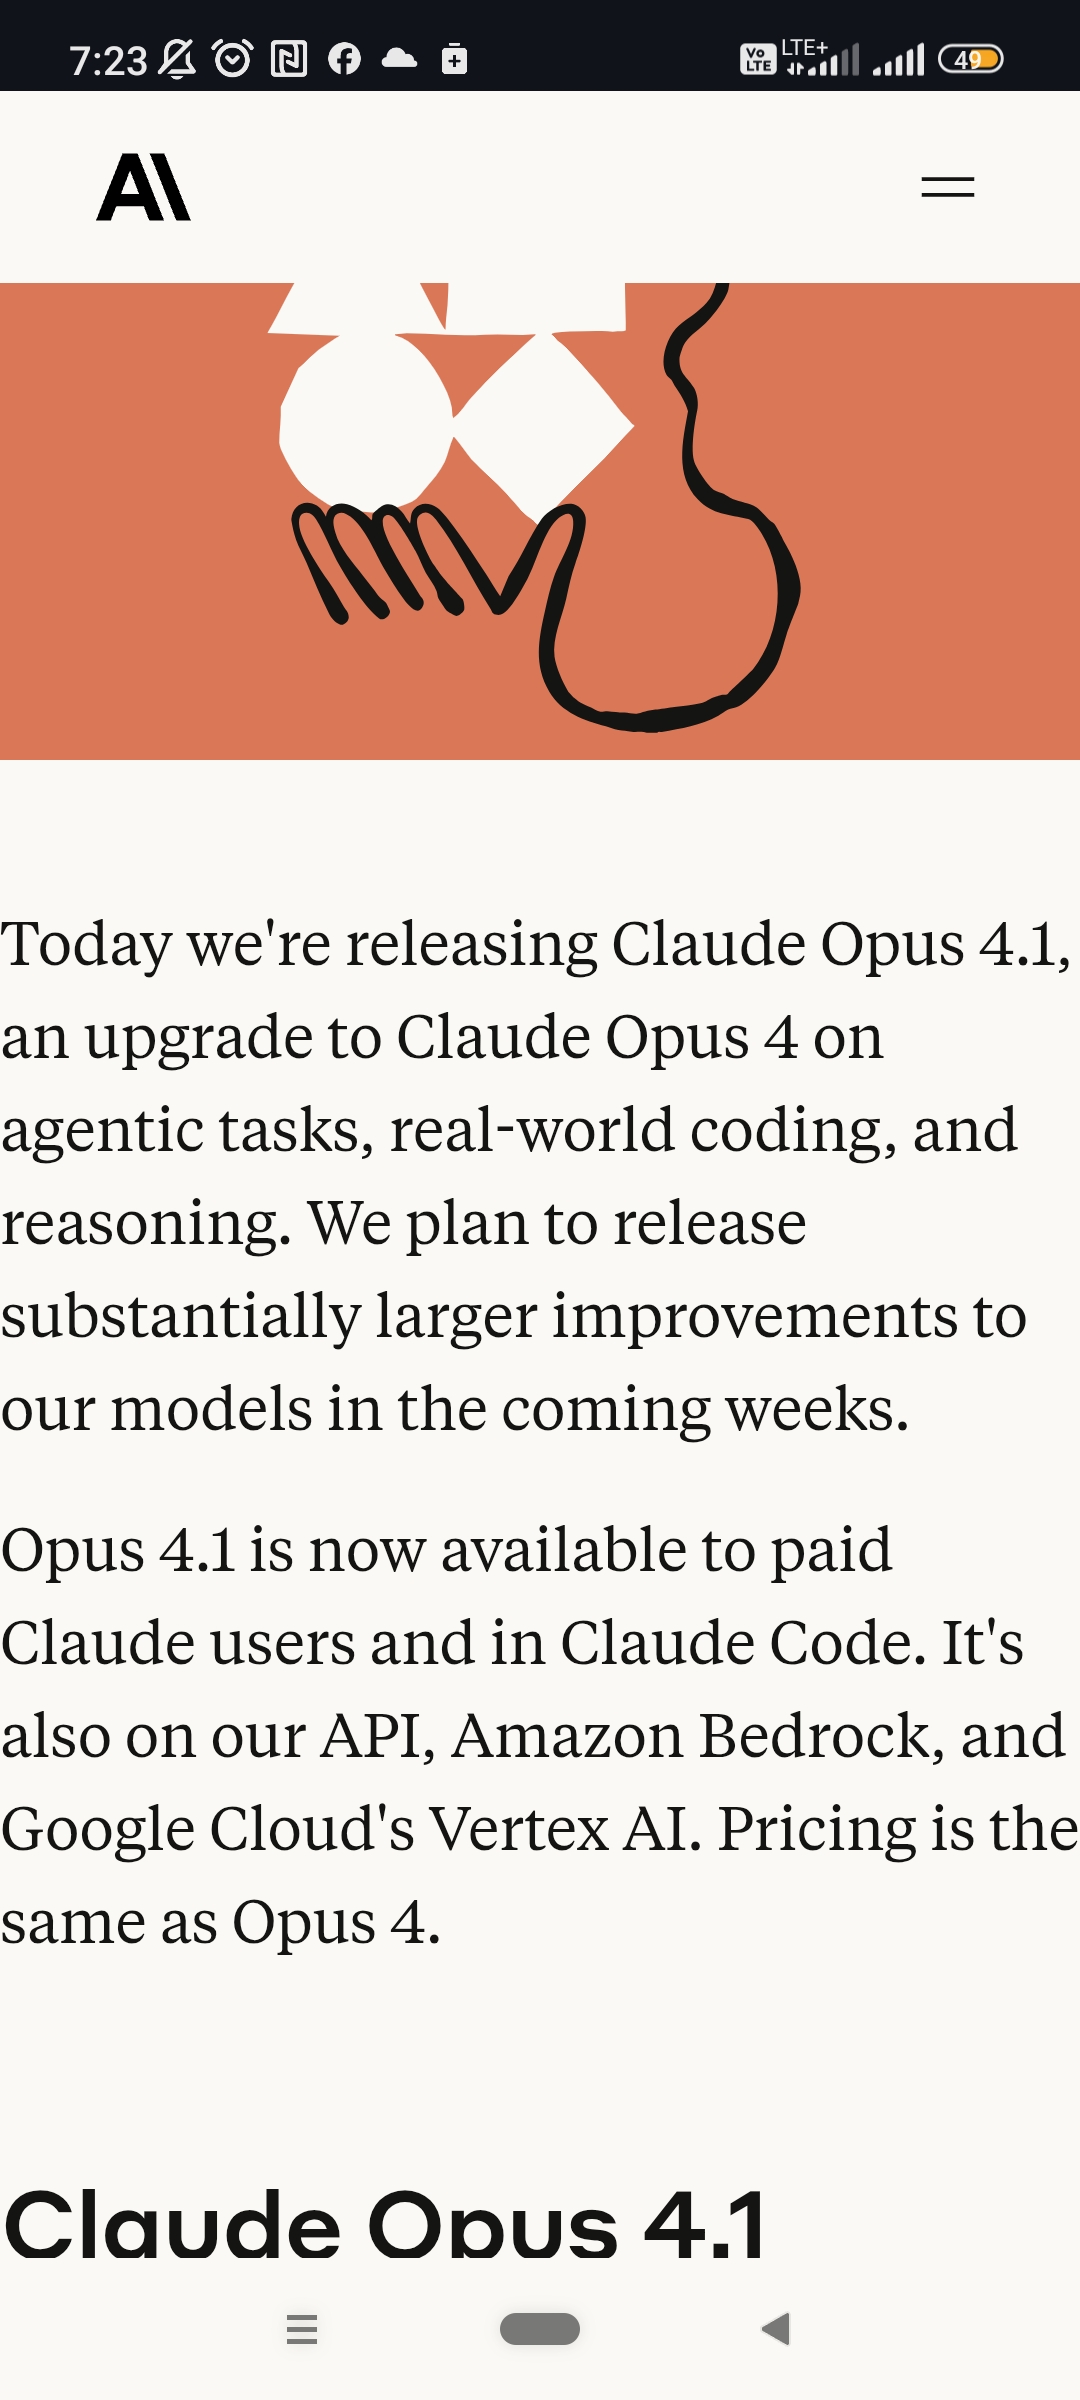 7:23 Vo LTE LTE+ 49
A\
Today we're releasing Claude Opus 4.1,
an upgrade to Claude Opus 4 on
agentic tasks, real-world coding, and
reasoning. We plan to release
substantially larger improvements to
our models in the coming weeks.
Opus 4.1 is now available to paid
Claude users and in Claude Code. It's
also on our API, Amazon Bedrock, and
Google Cloud's Vertex AI. Pricing is the
same as Opus 4.
Claude Opus 4.1